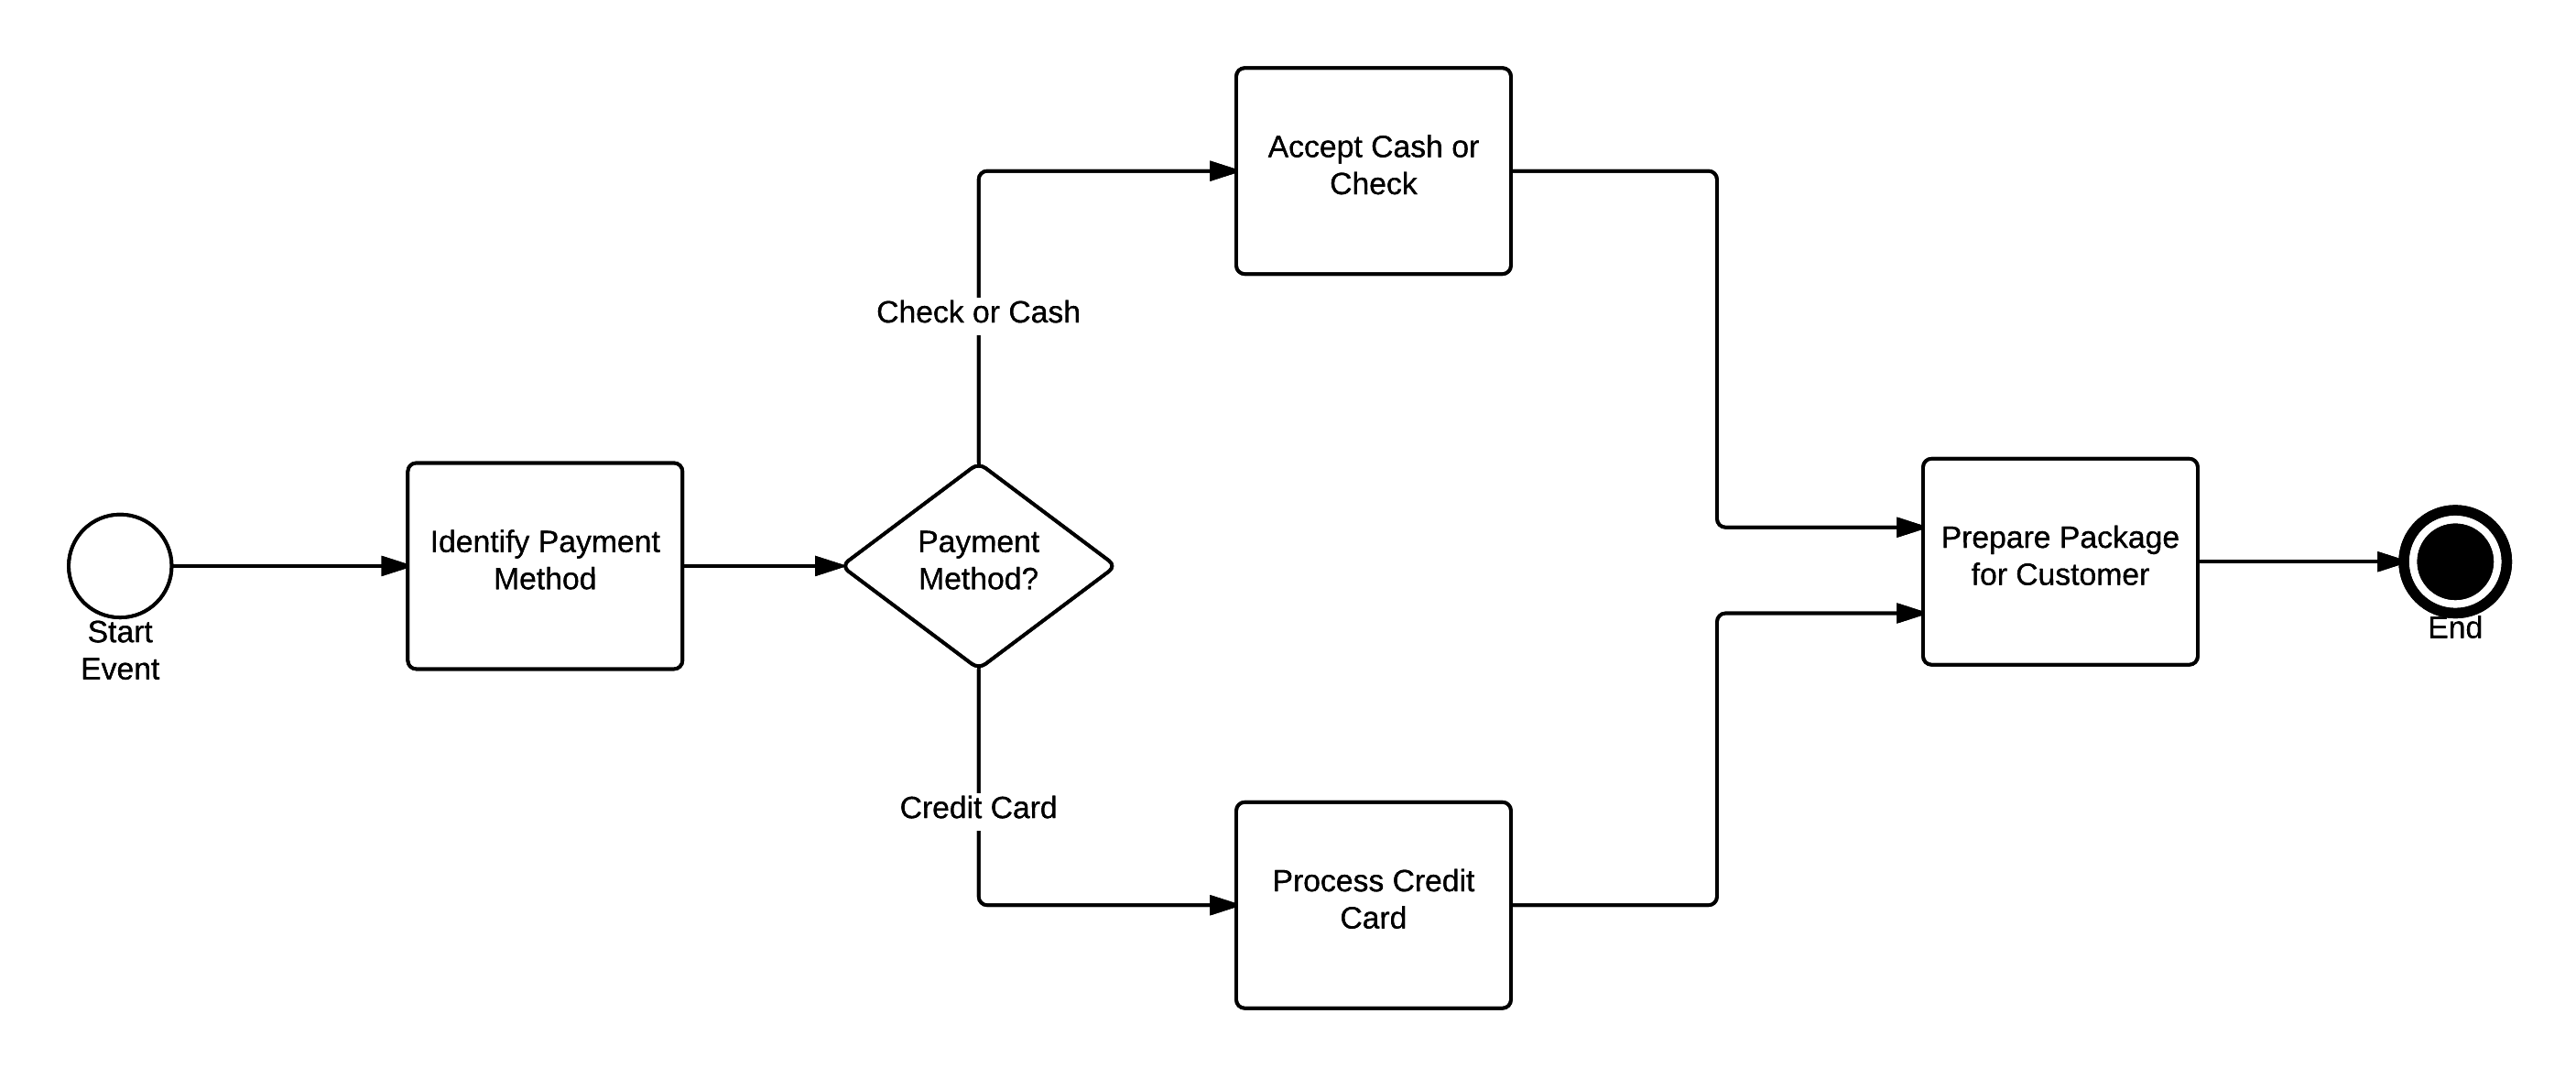 Start
Event
Identify Payment
Method
Payment
Method?
Check or Cash
Accept Cash or
Check
Credit Card
Process Credit
Card
Prepare Package
for Customer
End